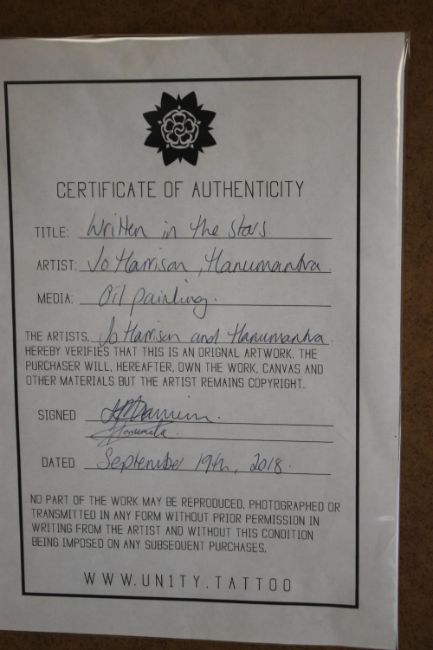 CERTIFICATE OF AUTHENTICITY
TITLE: Written in the stars.
ARTIST: Jo Harrison, Hanumantra
MEDIA: Oil painting.
THE ARTISTS, Jo Harrison and Hanumantra.
HEREBY VERIFIES THAT THIS IS AN ORIGNAL ARTWORK. THE
PURCHASER WILL, HEREAFTER, OWN THE WORK, CANVAS AND
OTHER MATERIALS BUT THE ARTIST REMAINS COPYRIGHT.
SIGNED
DATED September 19th, 2018.
NO PART OF THE WORK MAY BE REPRODUCED, PHOTOGRAPHED OR
TRANSMITTED IN ANY FORM WITHOUT PRIOR PERMISSION IN
WRITING FROM THE ARTIST AND WITHOUT THIS CONDITION
BEING IMPOSED ON ANY SUBSEQUENT PURCHASES.
WWW.UN1TY.TATTOO